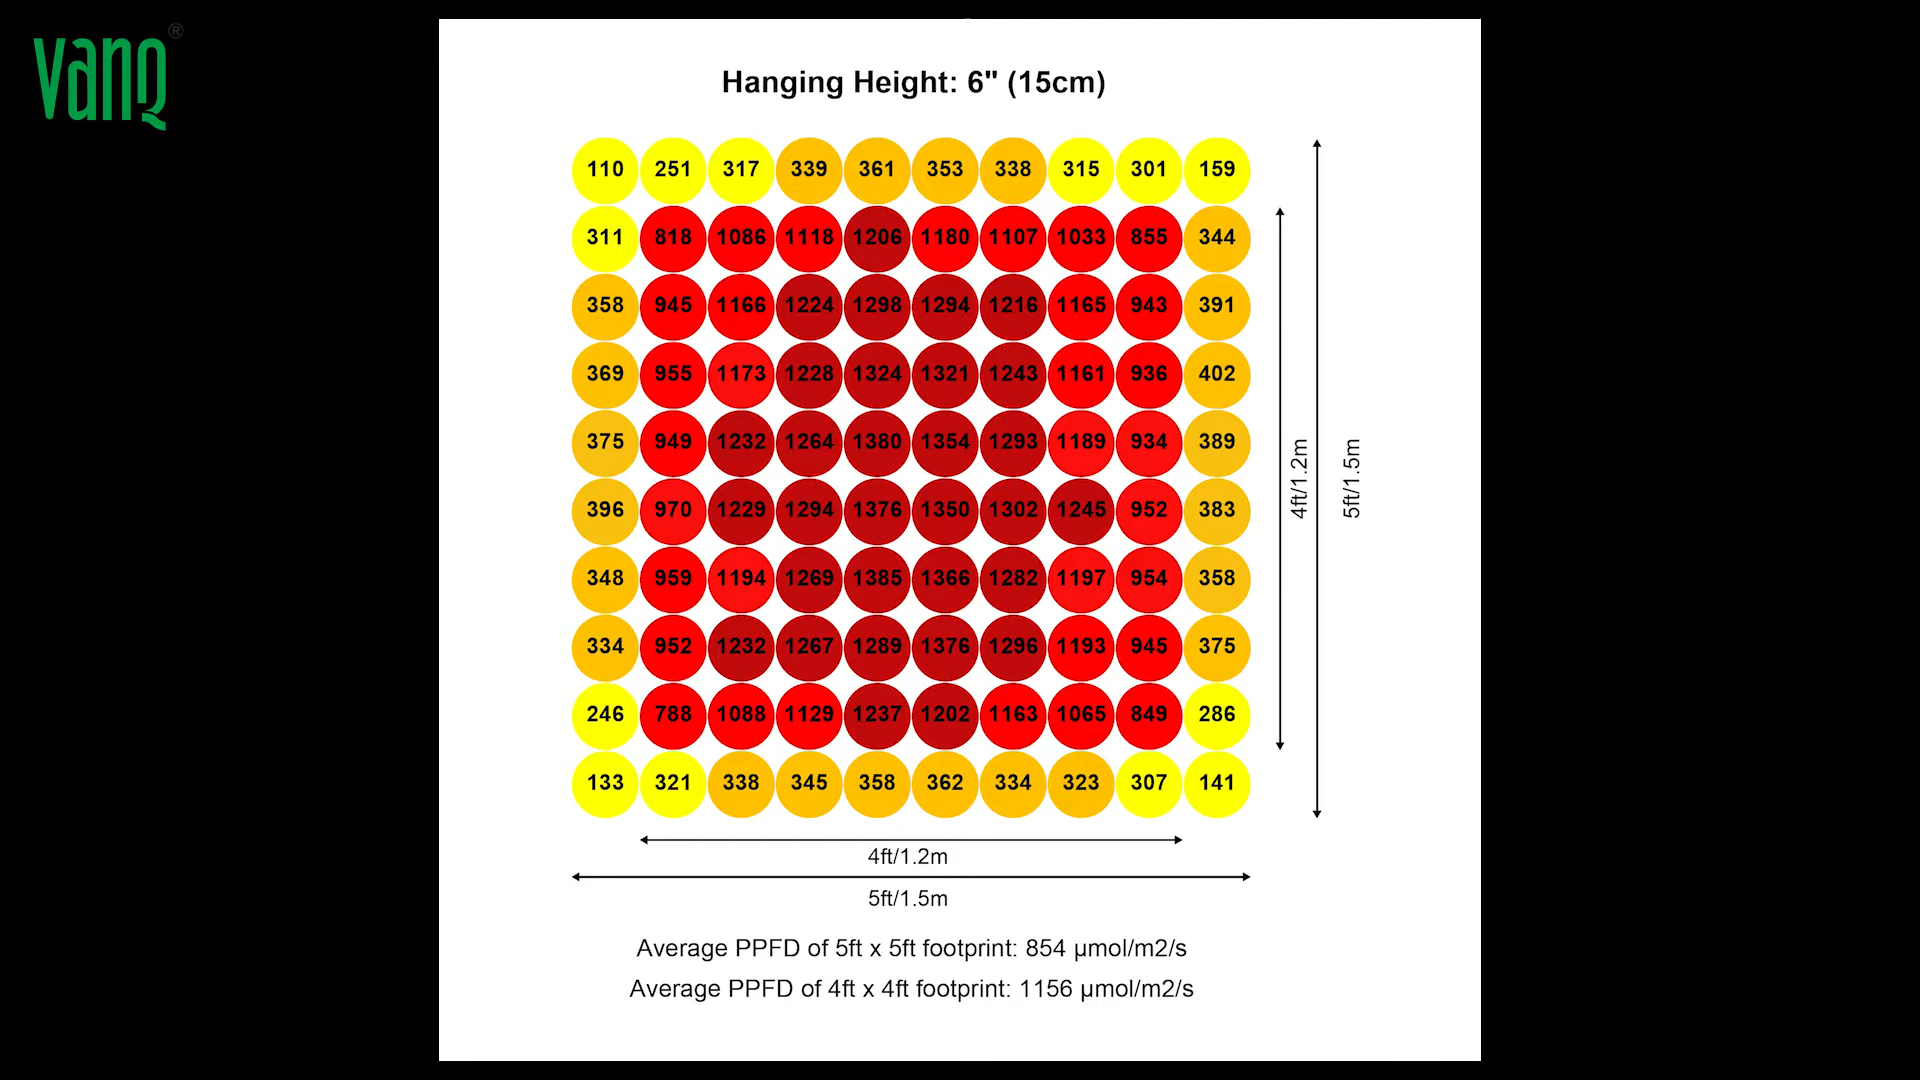 vanq®
Hanging Height: 6" (15cm)
110 251 317 339 361 353 338 315 301 159
311 818 1086 1118 1206 1180 1107 1033 855 344
358 945 1166 1224 1298 1294 1216 1165 943 391
369 955 1173 1228 1324 1321 1243 1161 936 402
375 949 1232 1264 1380 1354 1293 1189 934 389
396 970 1229 1294 1376 1350 1302 1245 952 383
348 959 1194 1269 1385 1366 1282 1197 954 358
334 952 1232 1267 1289 1376 1296 1193 945 375
246 788 1088 1129 1237 1202 1163 1065 849 286
133 321 338 345 358 362 334 323 307 141
4ft/1.2m
5ft/1.5m
4ft/1.2m
5ft/1.5m
Average PPFD of 5ft x 5ft footprint: 854 μmol/m2/s
Average PPFD of 4ft x 4ft footprint: 1156 μmol/m2/s